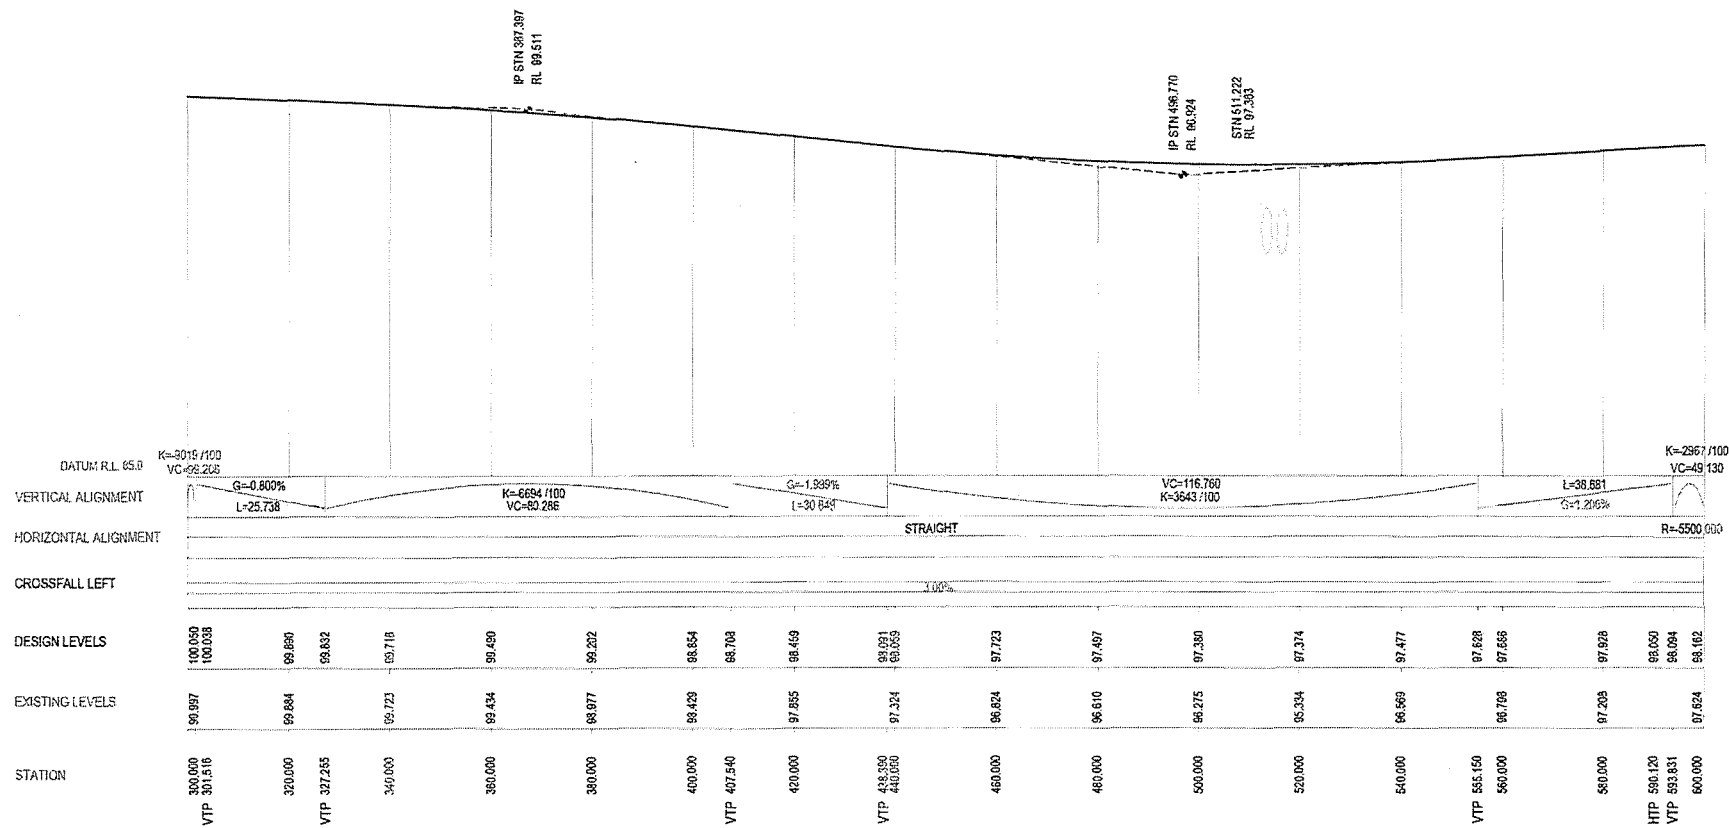 IP STN 367.397
RL 99.511
IP STN 496.770
RL 96.924
STN 511.222
RL 97.383
DATUM R.L. 85.0
K=-9019 /100
VC=99.206
K=-2967 /100
VC=49.130
VERTICAL ALIGNMENT
G=-0.800%
L=25.738
K=-6694 /100
VC=80.286
G=-1.999%
L=30.849
VC=116.760
K=3643 /100
L=38.681
G=1.206%
HORIZONTAL ALIGNMENT
STRAIGHT
R=-5500.000
CROSSFALL LEFT
3.00%
DESIGN LEVELS
100.050 100.038 99.890 99.832 99.718 99.490 99.202 98.854 98.708 98.459 98.091 98.059 97.723 97.497 97.380 97.374 97.477 97.628 97.686 97.928 98.050 98.094 98.162
EXISTING LEVELS
99.997 99.884 99.723 99.434 98.977 98.429 97.855 97.324 96.824 96.610 96.275 95.334 96.569 96.798 97.208 97.624
STATION
300.000 VTP 301.516 320.000 VTP 327.255 340.000 360.000 380.000 400.000 VTP 407.540 420.000 VTP 438.390 440.000 460.000 480.000 500.000 520.000 540.000 VTP 555.150 560.000 580.000 HTP 590.120 VTP 593.831 600.000